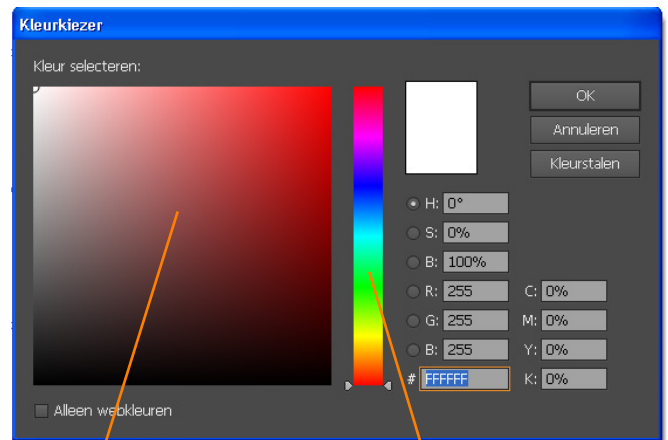 Kleurkiezer
Kleur selecteren:
OK
Annuleren
Kleurstalen
H: 0°
S: 0%
B: 100%
R: 255 C: 0%
G: 255 M: 0%
B: 255 Y: 0%
# FFFFFF K: 0%
Alleen webkleuren